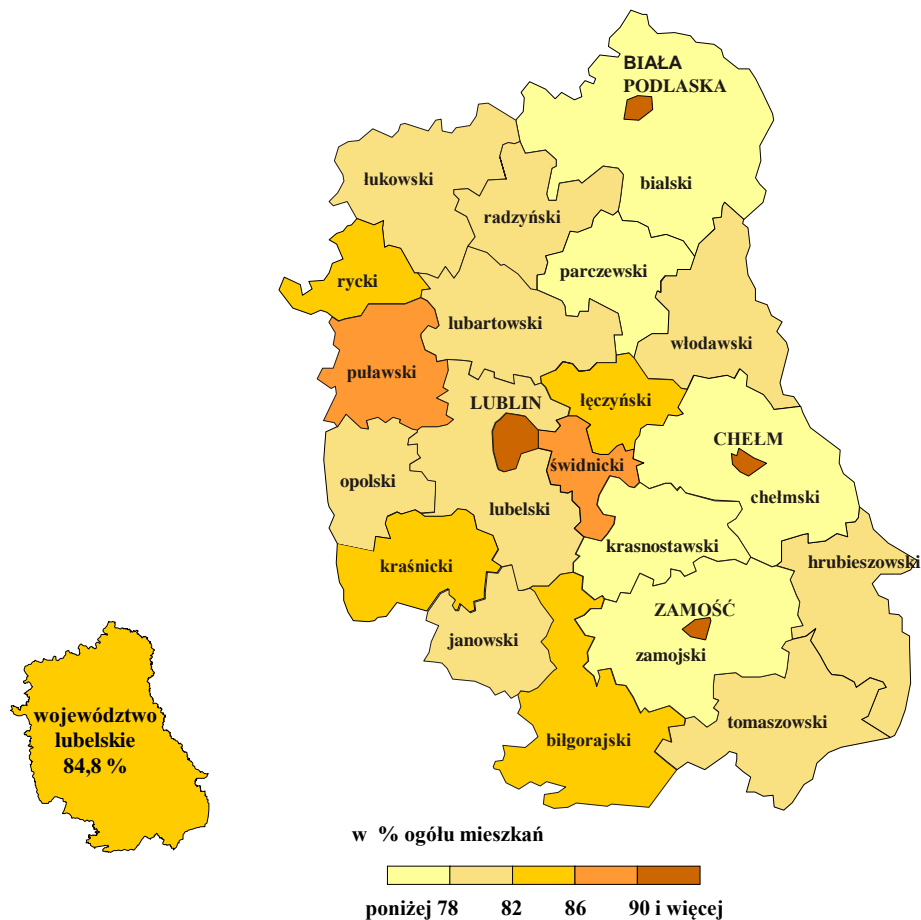 BIAŁA
PODLASKA
łukowski
bialski
radzyński
parczewski
rycki
lubartowski
włodawski
puławski
LUBLIN
łęczyński
CHEŁM
świdnicki
opolski
chełmski
lubelski
krasnostawski
hrubieszowski
kraśnicki
ZAMOŚĆ
janowski
zamojski
województwo
lubelskie
84,8 %
tomaszowski
biłgorajski
w % ogółu mieszkań
poniżej 78 82 86 90 i więcej